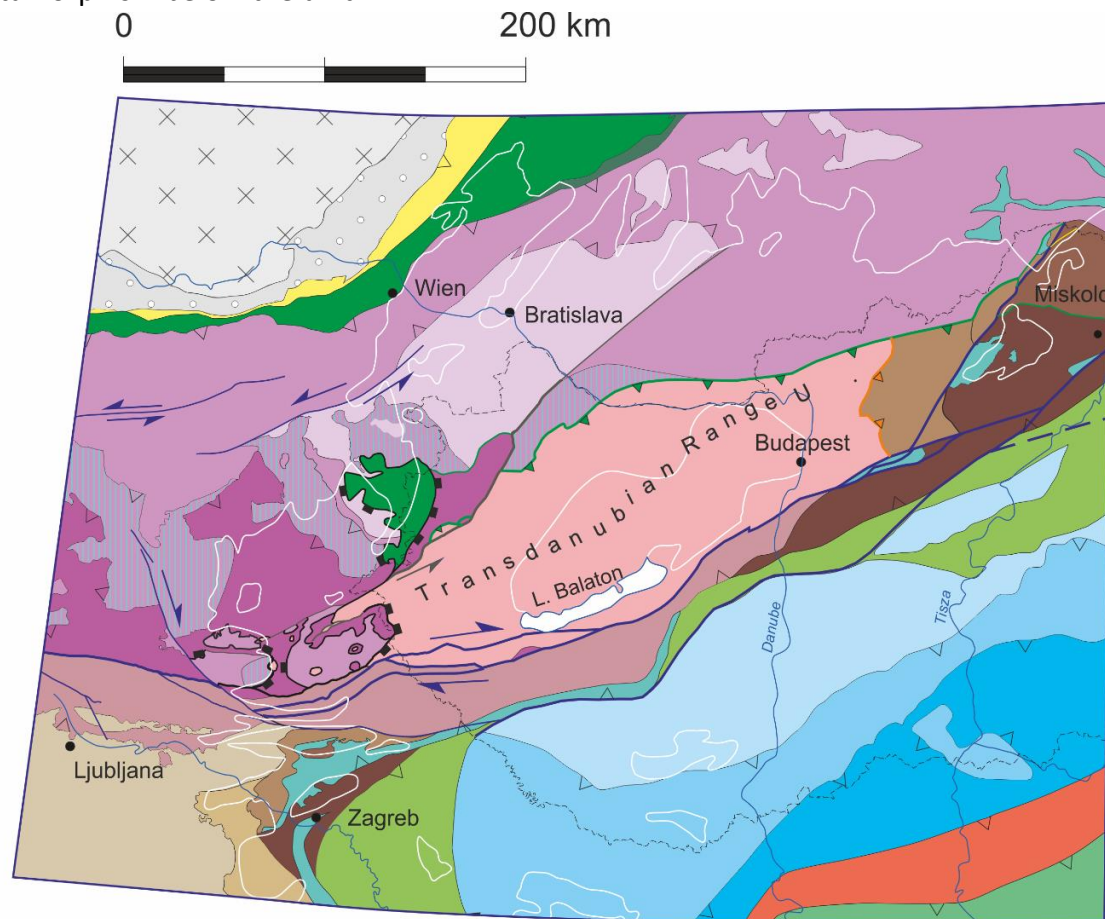 0 200 km
Wien
Bratislava
Miskolc
Transdanubian Range U
Budapest
L. Balaton
Danube
Tisza
Ljubljana
Zagreb